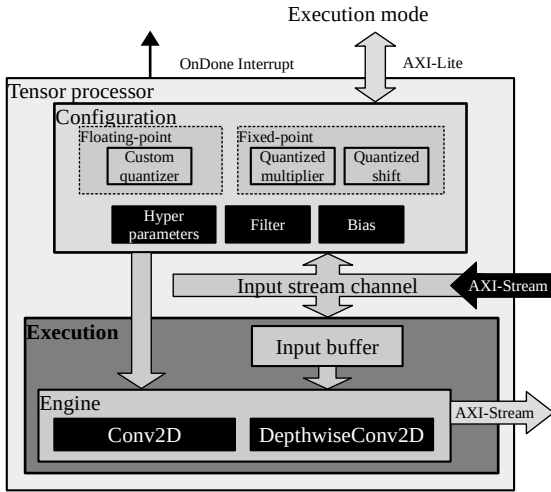 Execution mode
OnDone Interrupt
AXI-Lite
Tensor processor
Configuration
Floating-point
Fixed-point
Custom
quantizer
Quantized
multiplier
Quantized
shift
Hyper
parameters
Filter
Bias
Input stream channel
AXI-Stream
Execution
Input buffer
Engine
AXI-Stream
Conv2D
DepthwiseConv2D